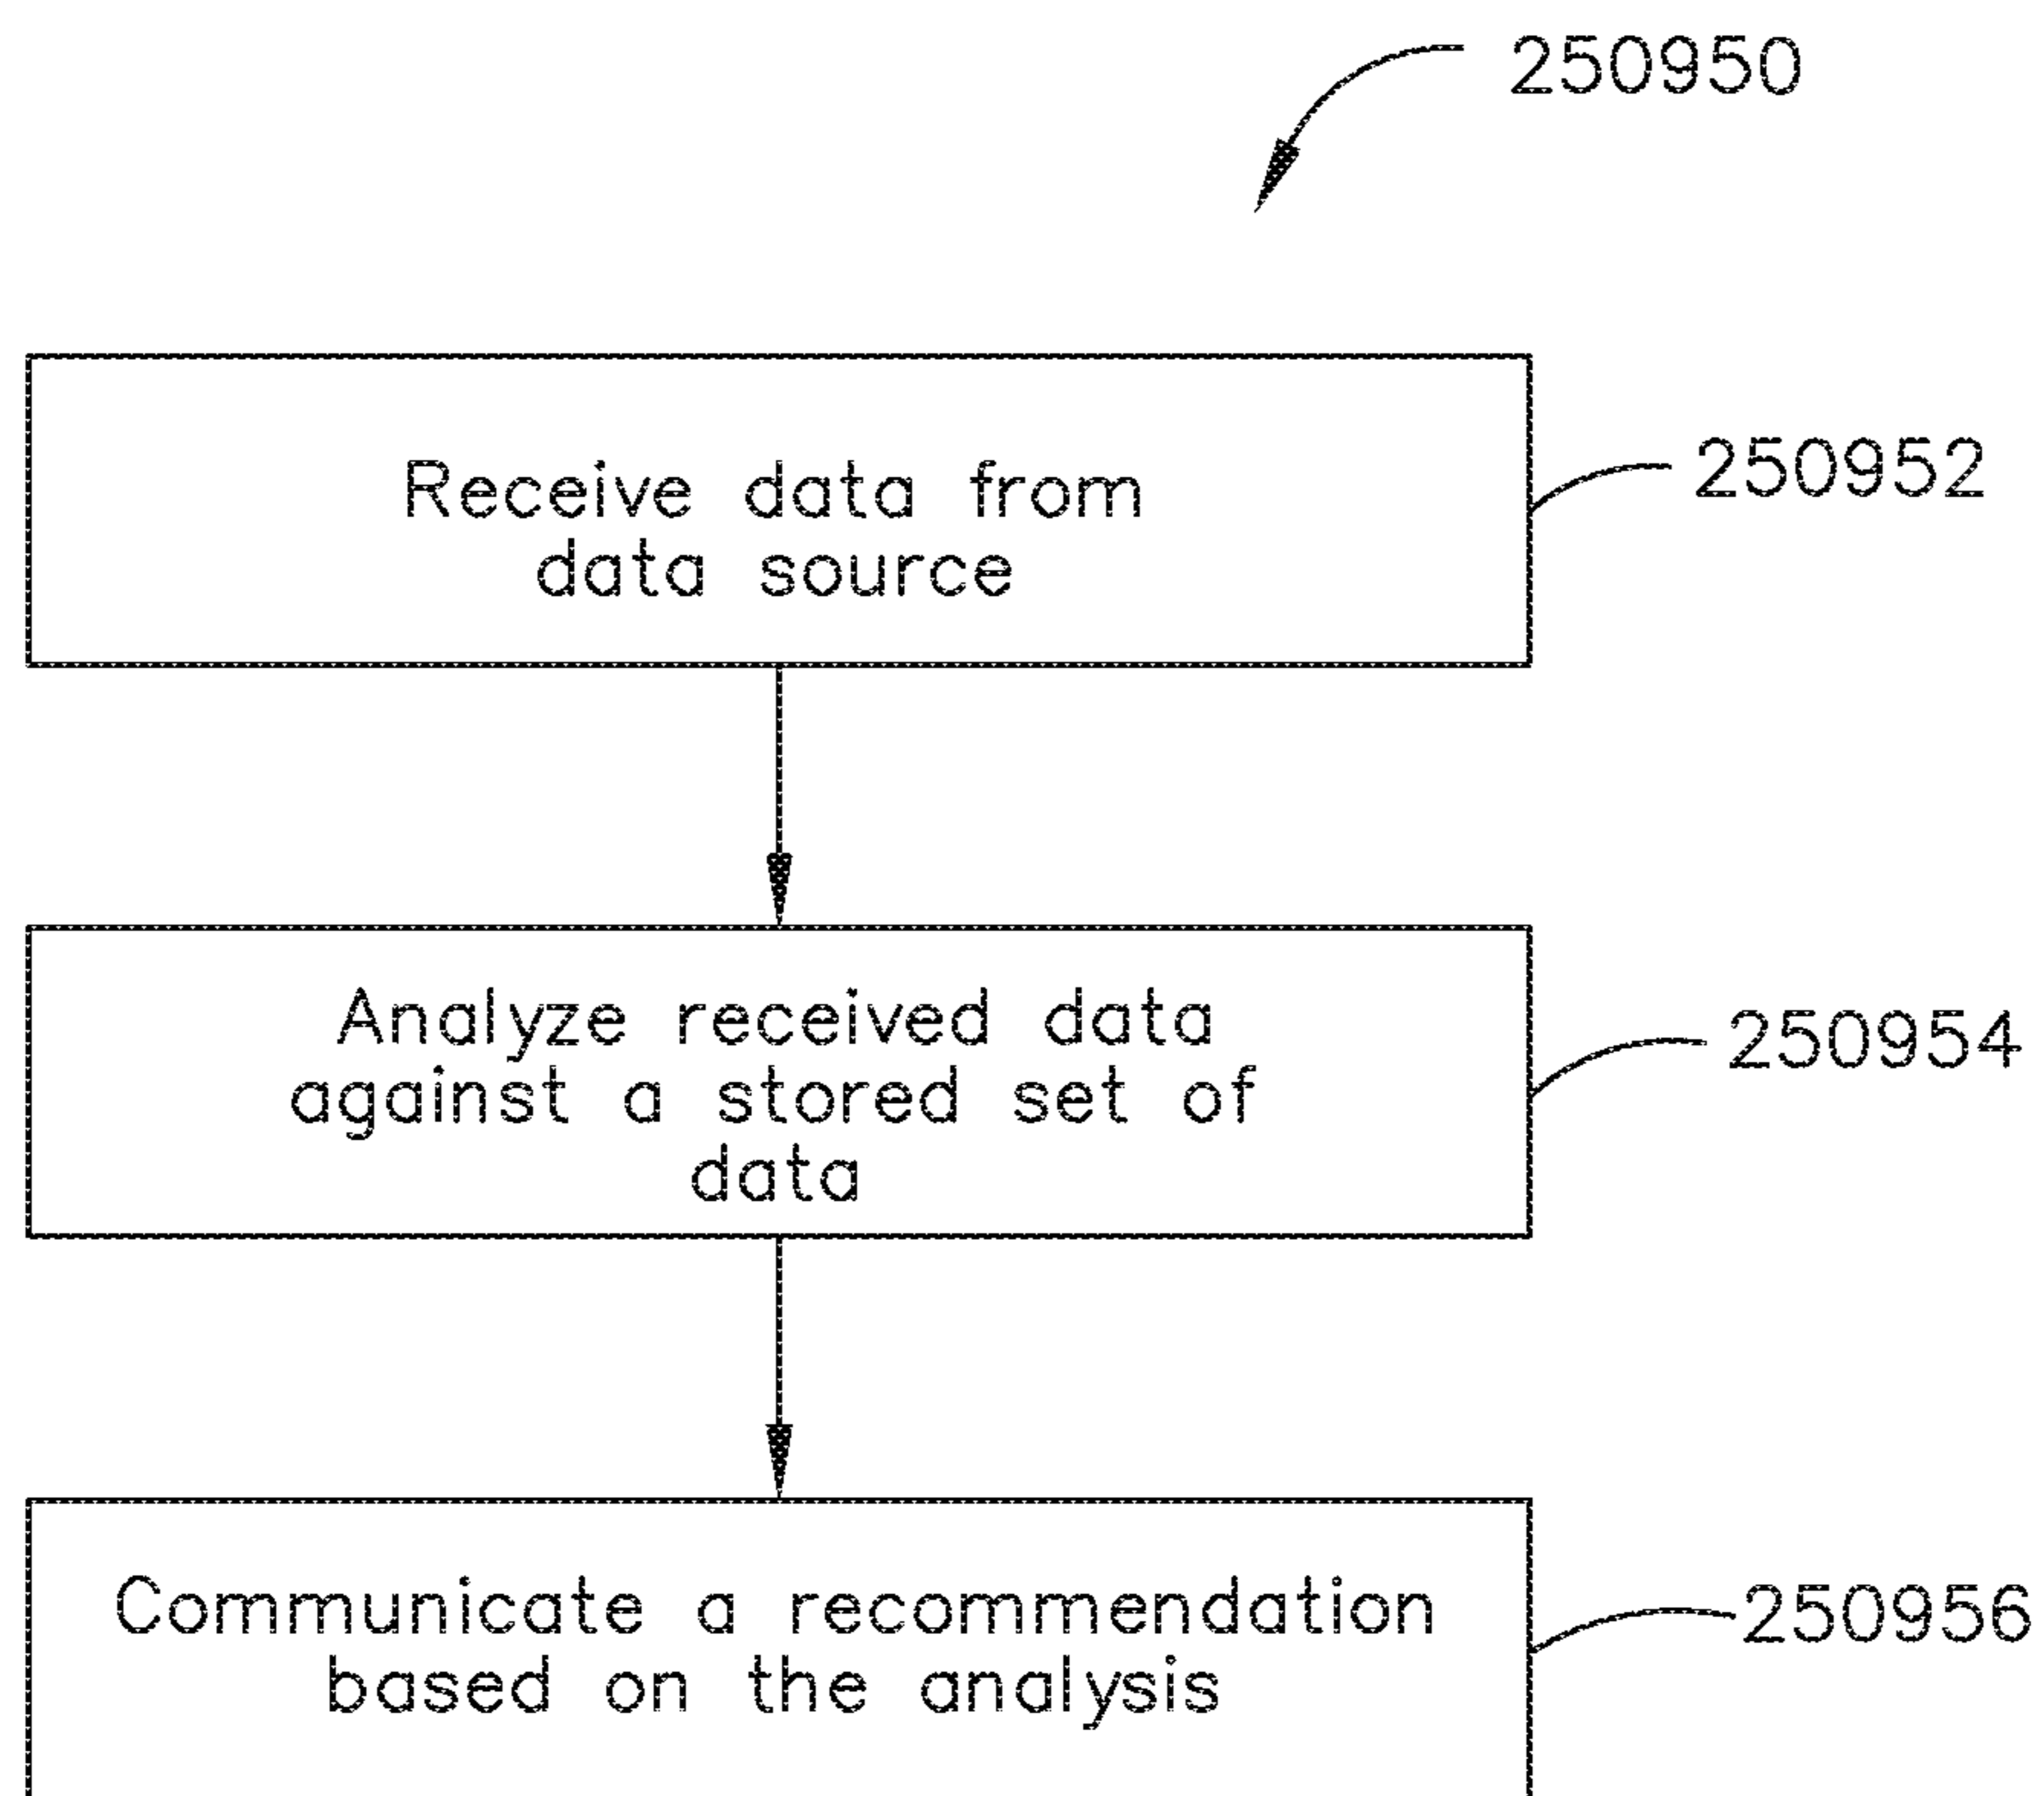 250950
Receive data from
data source
250952
Analyze received data
against a stored set of
data
250954
Communicate a recommendation
based on the analysis
250956